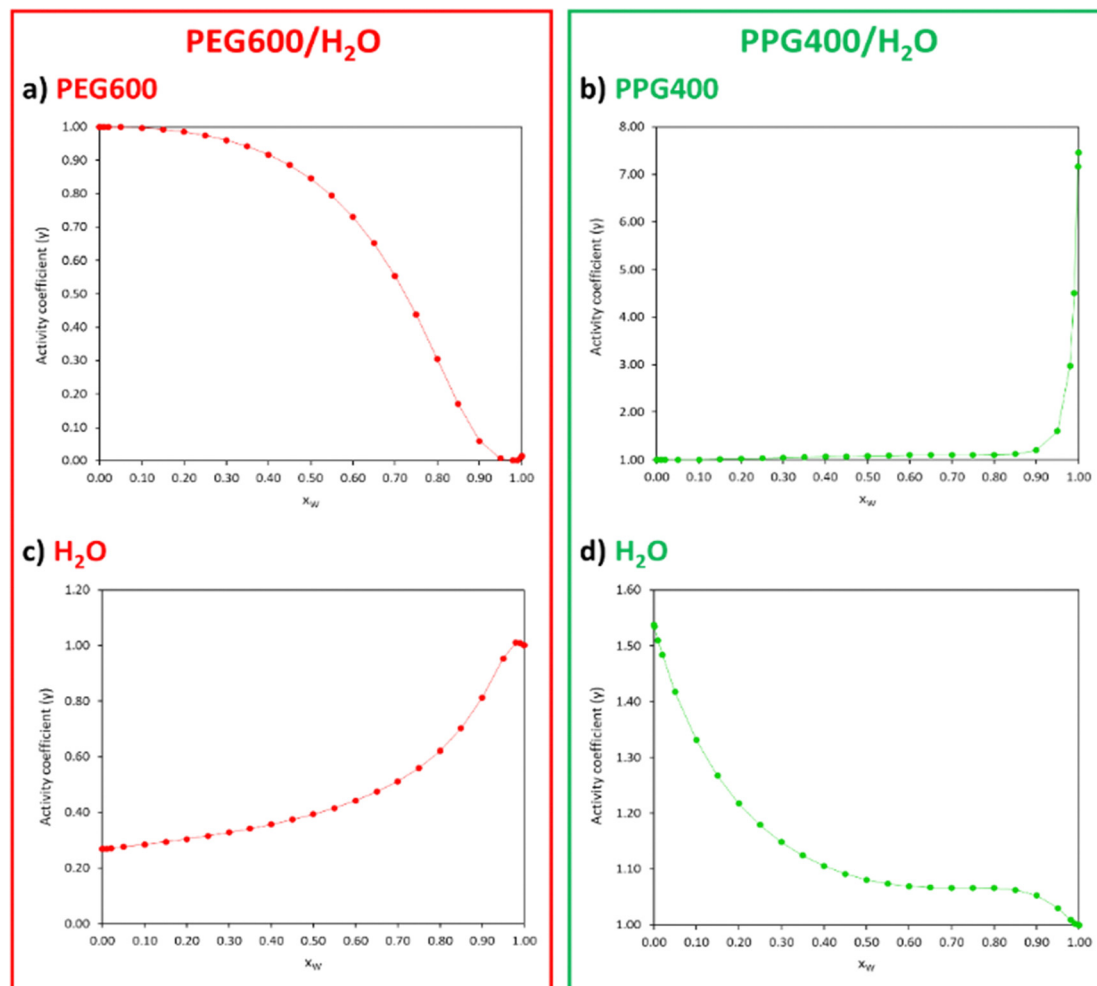 PEG600/H₂O
a) PEG600
1.00
0.90
0.80
0.70
0.60
0.50
0.40
0.30
0.20
0.10
0.00
Activity coefficient (γ)
0.00 0.10 0.20 0.30 0.40 0.50 0.60 0.70 0.80 0.90 1.00
xw
c) H₂O
1.20
1.00
0.80
0.60
0.40
0.20
0.00
Activity coefficient (γ)
0.00 0.10 0.20 0.30 0.40 0.50 0.60 0.70 0.80 0.90 1.00
xw
PPG400/H₂O
b) PPG400
8.00
7.00
6.00
5.00
4.00
3.00
2.00
1.00
Activity coefficient (γ)
0.00 0.10 0.20 0.30 0.40 0.50 0.60 0.70 0.80 0.90 1.00
xw
d) H₂O
1.60
1.50
1.40
1.30
1.20
1.10
1.00
Activity coefficient (γ)
0.00 0.10 0.20 0.30 0.40 0.50 0.60 0.70 0.80 0.90 1.00
xw